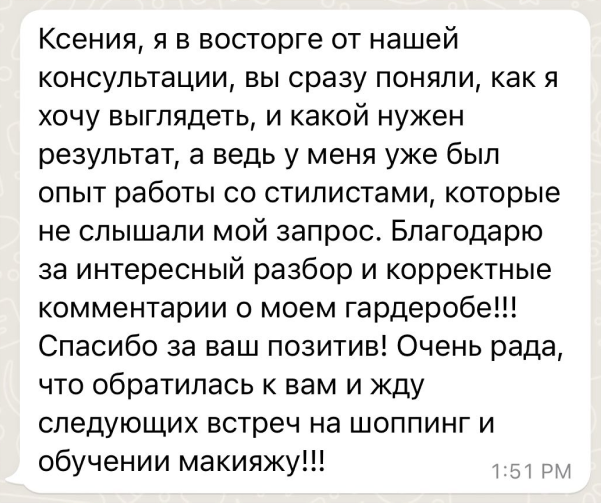 Ксения, я в восторге от нашей
консультации, вы сразу поняли, как я
хочу выглядеть, и какой нужен
результат, а ведь у меня уже был
опыт работы со стилистами, которые
не слышали мой запрос. Благодарю
за интересный разбор и корректные
комментарии о моем гардеробе!!!
Спасибо за ваш позитив! Очень рада,
что обратилась к вам и жду
следующих встреч на шоппинг и
обучении макияжу!!!
1:51 PM